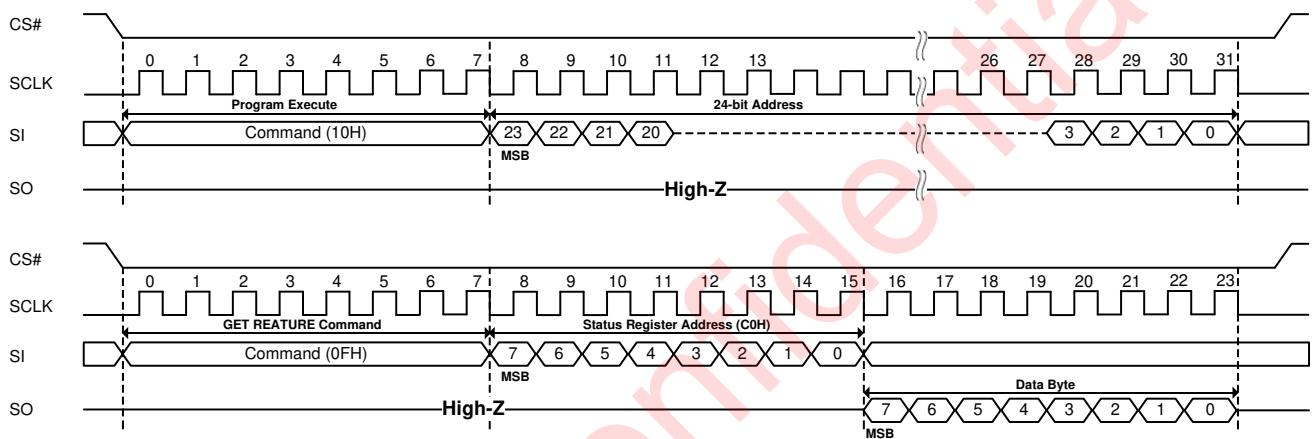 CS#
0 1 2 3 4 5 6 7 8 9 10 11 12 13 26 27 28 29 30 31
SCLK
Program Execute 24-bit Address
SI Command (10H) 23 22 21 20 3 2 1 0
MSB
SO High-Z
CS#
0 1 2 3 4 5 6 7 8 9 10 11 12 13 14 15 16 17 18 19 20 21 22 23
SCLK
GET REATURE Command Status Register Address (C0H)
SI Command (0FH) 7 6 5 4 3 2 1 0
MSB
Data Byte
SO High-Z 7 6 5 4 3 2 1 0
MSB
onfidentia